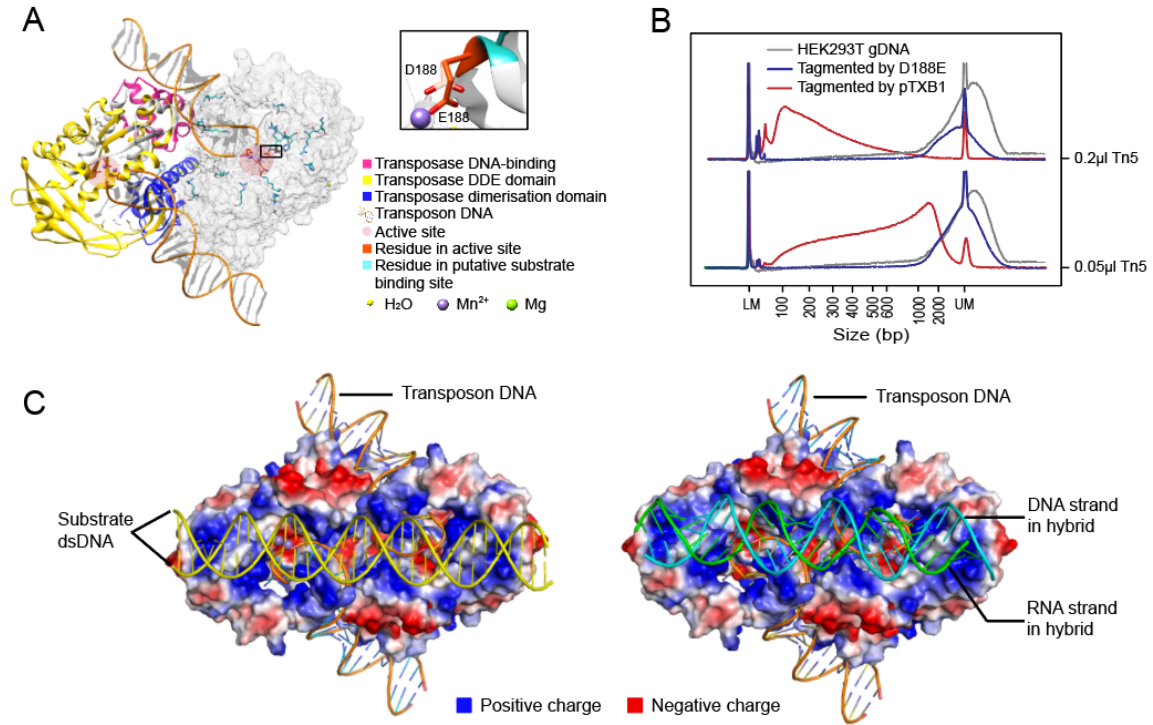 A
D188
E188
Transposase DNA-binding
Transposase DDE domain
Transposase dimerisation domain
Transposon DNA
Active site
Residue in active site
Residue in putative substrate
binding site
H₂O
Mn²⁺
Mg
B
HEK293T gDNA
Tagmented by D188E
Tagmented by pTXB1
0.2µl Tn5
0.05µl Tn5
LM
100
200
300
400
500
600
1000
2000
UM
Size (bp)
C
Transposon DNA
Substrate
dsDNA
Transposon DNA
DNA strand
in hybrid
RNA strand
in hybrid
Positive charge
Negative charge